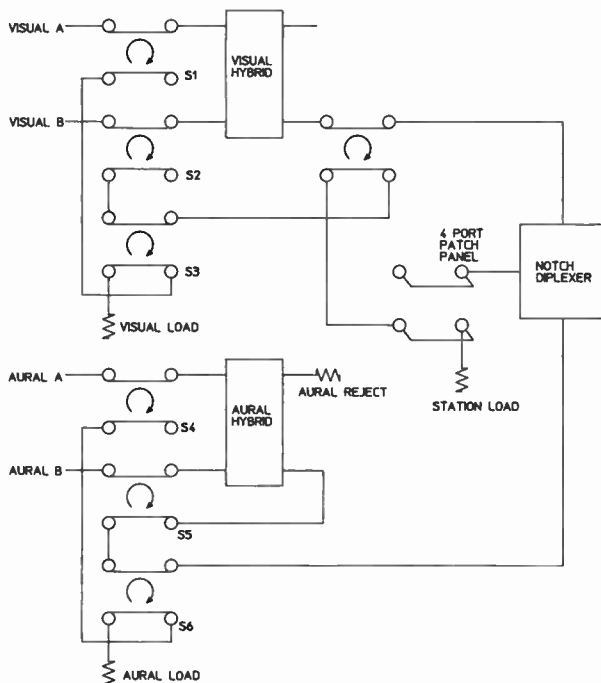 VISUAL A
VISUAL
HYBRID
S1
VISUAL B
S2
4 PORT
PATCH
PANEL
NOTCH
DIPLEXER
S3
VISUAL LOAD
AURAL A
AURAL REJECT
AURAL
HYBRID
STATION LOAD
S4
AURAL B
S5
S6
AURAL LOAD